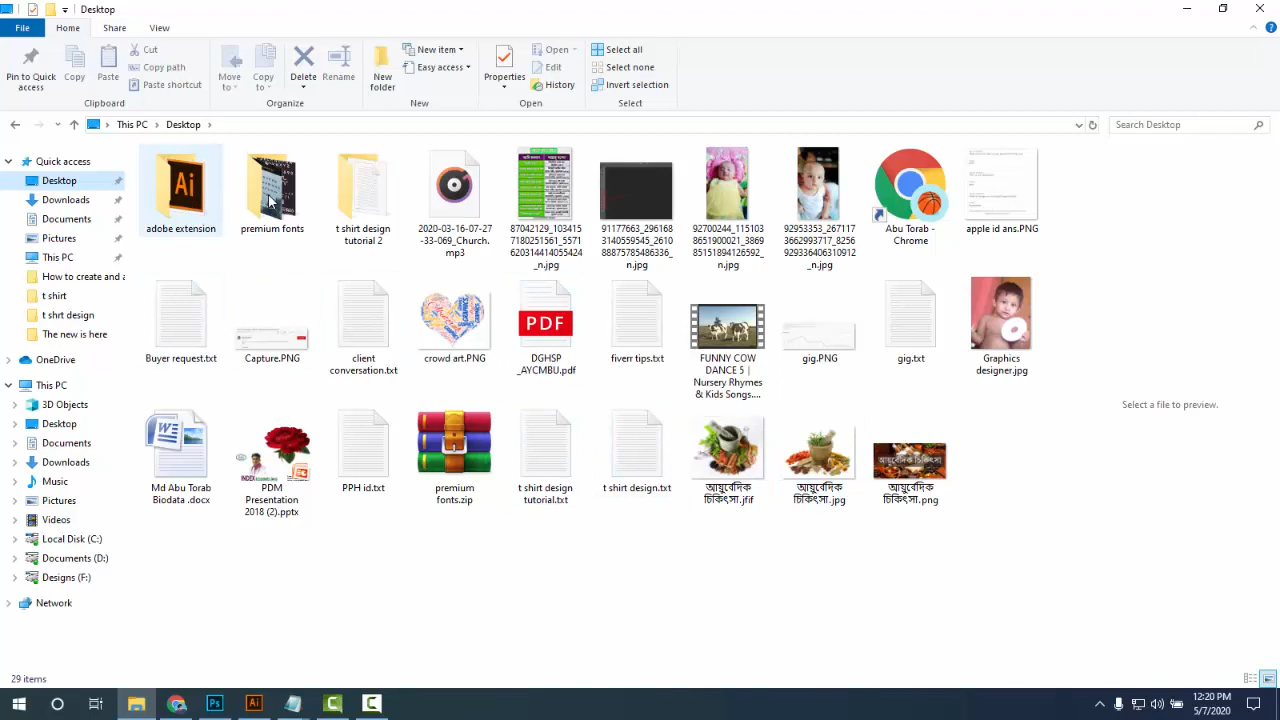 Desktop
File
Home
Share
View
Pin to Quick
access
Copy
Paste
Cut
Copy path
Paste shortcut
Clipboard
Move
to
Copy
to
Delete
Rename
Organize
New
folder
New item
Easy access
New
Properties
Open
Edit
History
Open
Select all
Select none
Invert selection
Select
This PC
Desktop
Search Desktop
Quick access
Desktop
Downloads
Documents
Pictures
This PC
How to create and a
t shirt
t shrt design
The new is here
OneDrive
This PC
3D Objects
Desktop
Documents
Downloads
Music
Pictures
Videos
Local Disk (C:)
Documents (D:)
Designs (F:)
Network
adobe extension
premium fonts
t shirt design
tutorial 2
2020-03-16-07-27
-33-069_Church.
mp3
87042129_103415
7180251561_5571
620314414055424
_n.jpg
91177663_296168
3140559545_2610
88875785486336_
n.jpg
92700244_115103
8651900021_3869
85151894126592_
n.jpg
92953353_267117
3662993717_8256
929336406310912
_n.jpg
Abu Torab -
Chrome
apple id ans.PNG
Buyer request.txt
Capture.PNG
client
conversation.txt
crowd art.PNG
PDF
DGHSP
_AYCMBU.pdf
fiverr tips.txt
FUNNY COW
DANCE 5 |
Nursery Rhymes
& Kids Songs,...
gig.PNG
gig.txt
Graphics
designer.jpg
Md Abu Torab
Biodata .docx
PDM
Presentation
2018 (2).pptx
PPH id.txt
premium
fonts.zip
t shirt design
tutorial.txt
t shirt design.txt
আয়ুর্বেদিক
চিকিৎসা.jfif
আয়ুর্বেদিক
চিকিৎসা.jpg
আয়ুর্বেদিক চিকিৎসা
আয়ুর্বেদিক
চিকিৎসা.png
Select a file to preview.
29 items
Ps
Ai
12:20 PM
5/7/2020